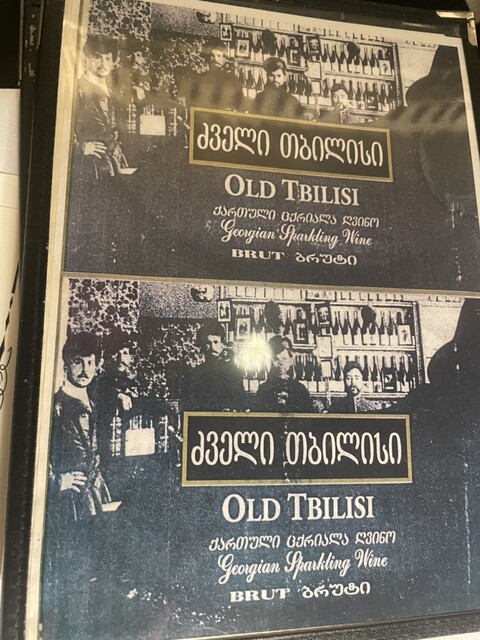 ძველი თბილისი
OLD TBILISI
ქართული ცქრიალა ღვინო
Georgian Sparkling Wine
BRUT ბრუტი
ძველი თბილისი
OLD TBILISI
ქართული ცქრიალა ღვინო
Georgian Sparkling Wine
BRUT ბრუტი